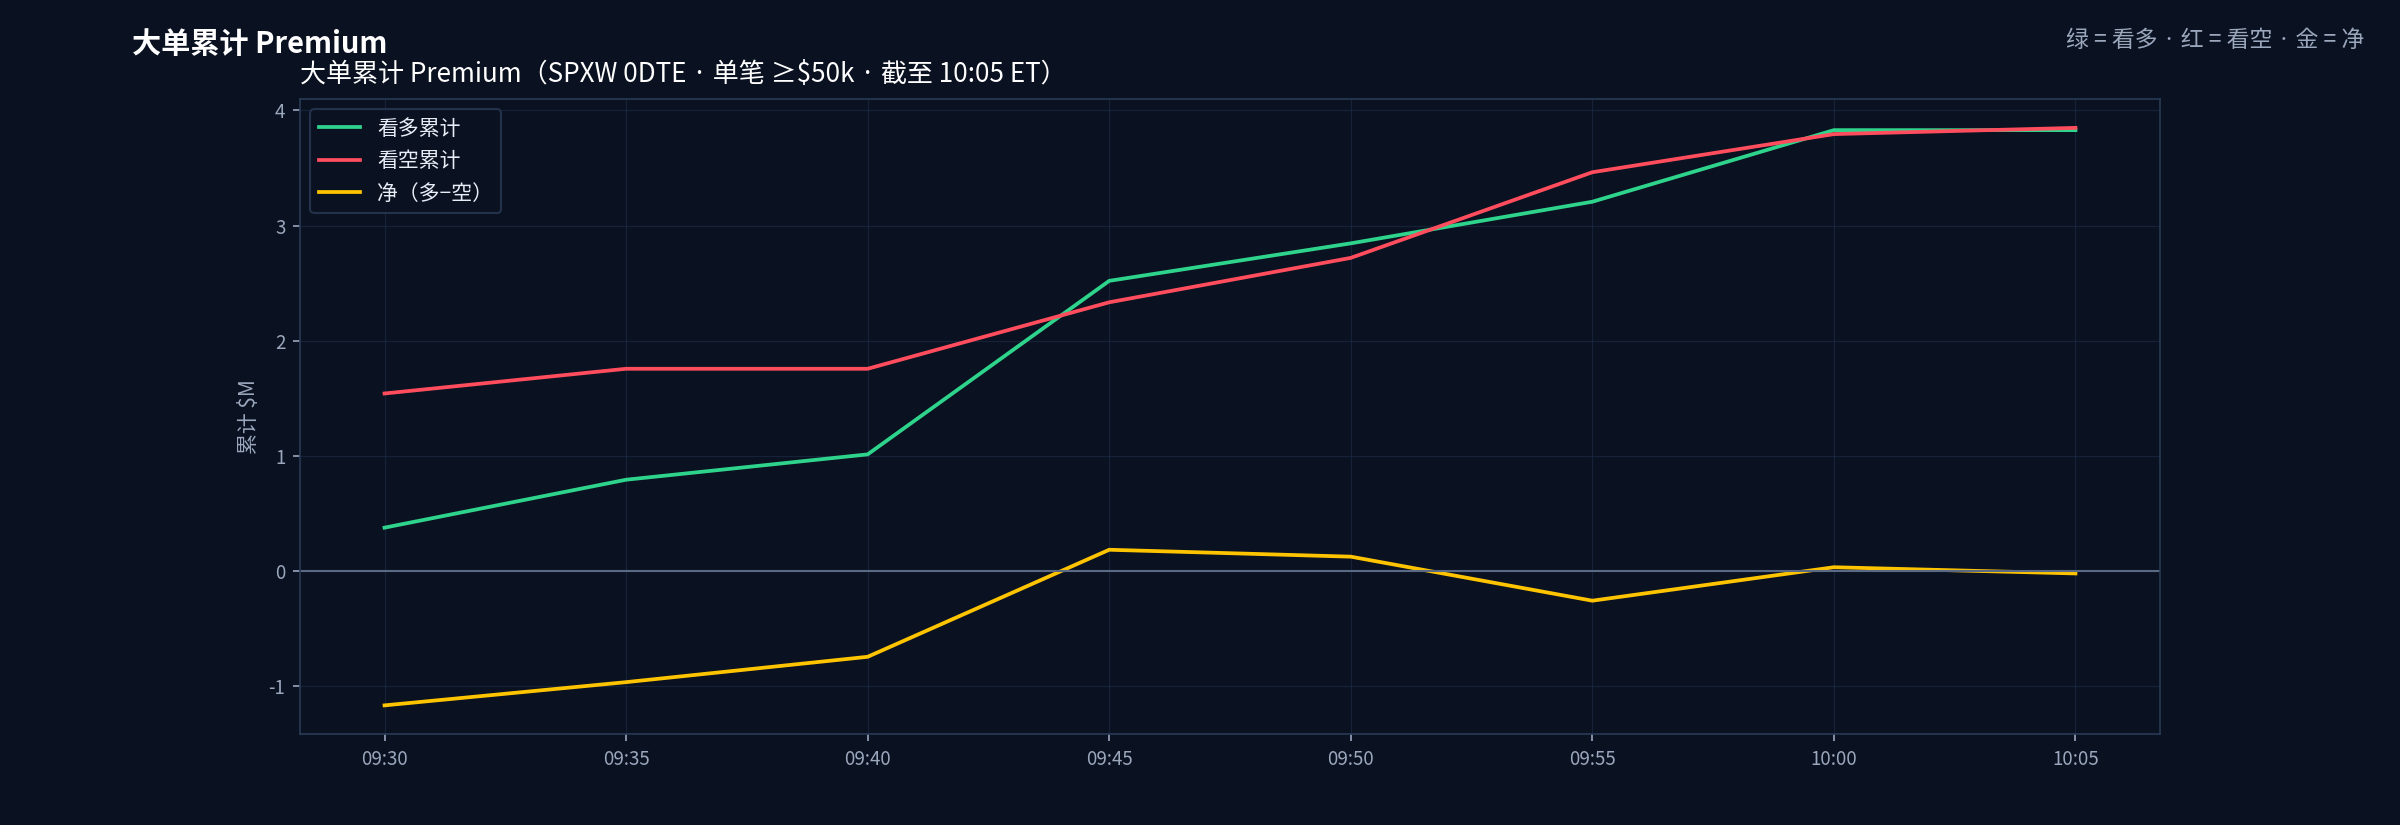 大单累计 Premium
绿 = 看多 · 红 = 看空 · 金 = 净
大单累计 Premium（SPXW 0DTE · 单笔 ≥$50k · 截至 10:05 ET）
看多累计
看空累计
净（多−空）
累计 $M
4
3
2
1
0
-1
09:30 09:35 09:40 09:45 09:50 09:55 10:00 10:05